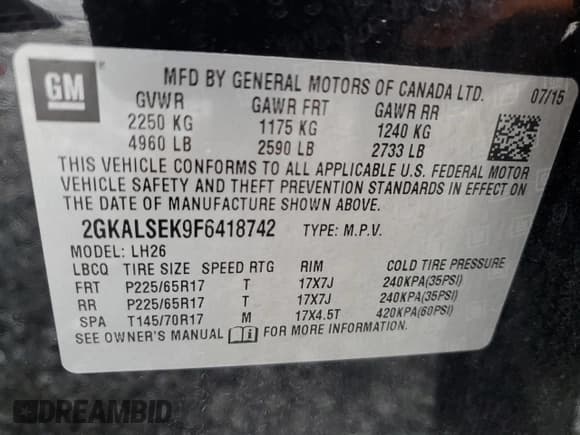 GM
MFD BY GENERAL MOTORS OF CANADA LTD. 07/15
GVWR GAWR FRT GAWR RR
2250 KG 1175 KG 1240 KG
4960 LB 2590 LB 2733 LB
THIS VEHICLE CONFORMS TO ALL APPLICABLE U.S. FEDERAL MOTOR
VEHICLE SAFETY AND THEFT PREVENTION STANDARDS IN EFFECT ON
THE DATE OF MANUFACTURE SHOWN ABOVE.
2GKALSEK9F6418742 TYPE: M.P.V.
MODEL: LH26
LBCQ TIRE SIZE SPEED RTG RIM COLD TIRE PRESSURE
FRT P225/65R17 T 17X7J 240KPA(35PSI)
RR P225/65R17 T 17X7J 240KPA(35PSI)
SPA T145/70R17 M 17X4.5T 420KPA(60PSI)
SEE OWNER'S MANUAL FOR MORE INFORMATION.
DREAMBID